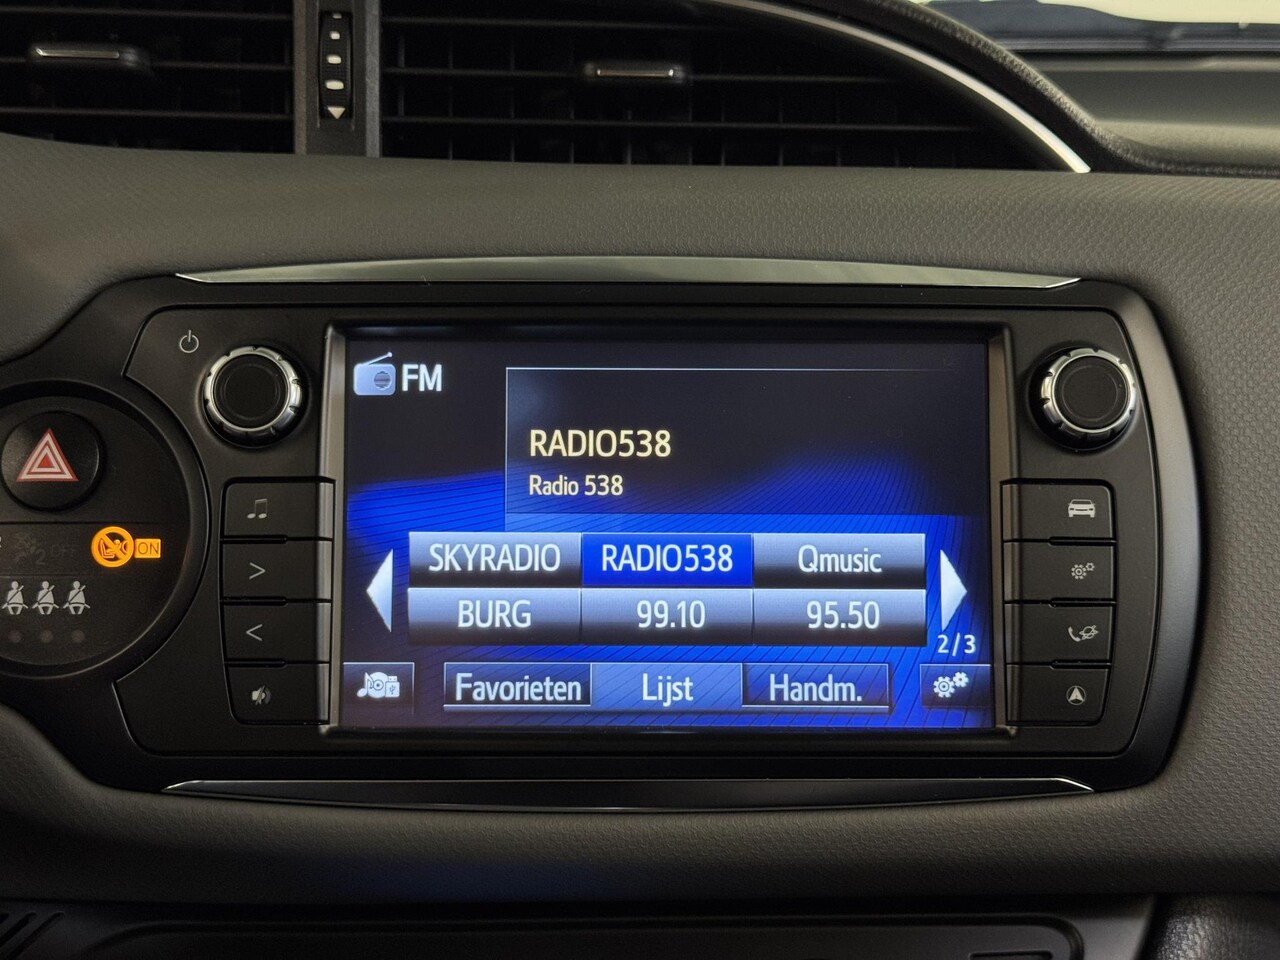 FM
RADIO538
Radio 538
SKYRADIO RADIO538 Qmusic
BURG 99.10 95.50
2/3
Favorieten Lijst Handm.
ON